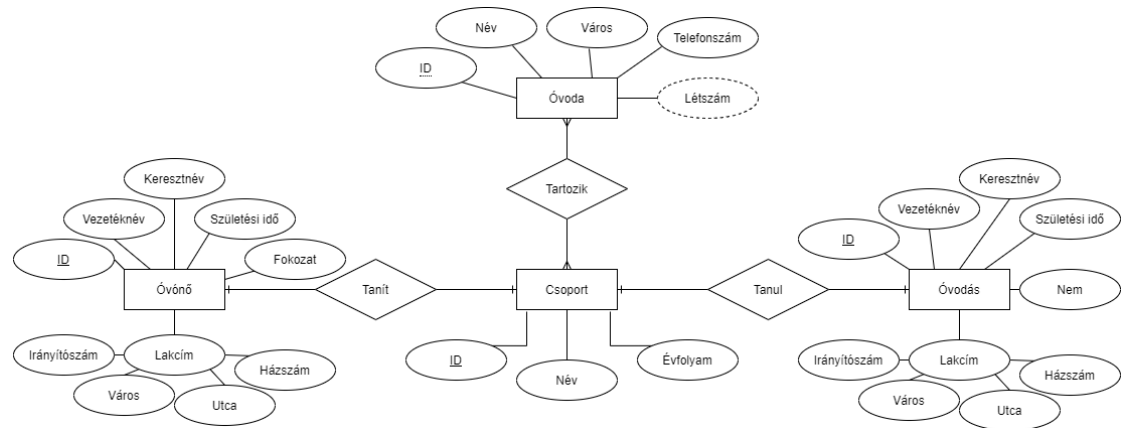 Név
Város
Telefonszám
ID
Óvoda
Létszám
Tartozik
Keresztnév
Vezetéknév
Születési idő
ID
Fokozat
Óvónő
Tanít
Csoport
Tanul
Keresztnév
Vezetéknév
Születési idő
ID
Óvodás
Nem
Irányítószám
Lakcím
Házszám
Város
Utca
ID
Név
Évfolyam
Irányítószám
Lakcím
Házszám
Város
Utca